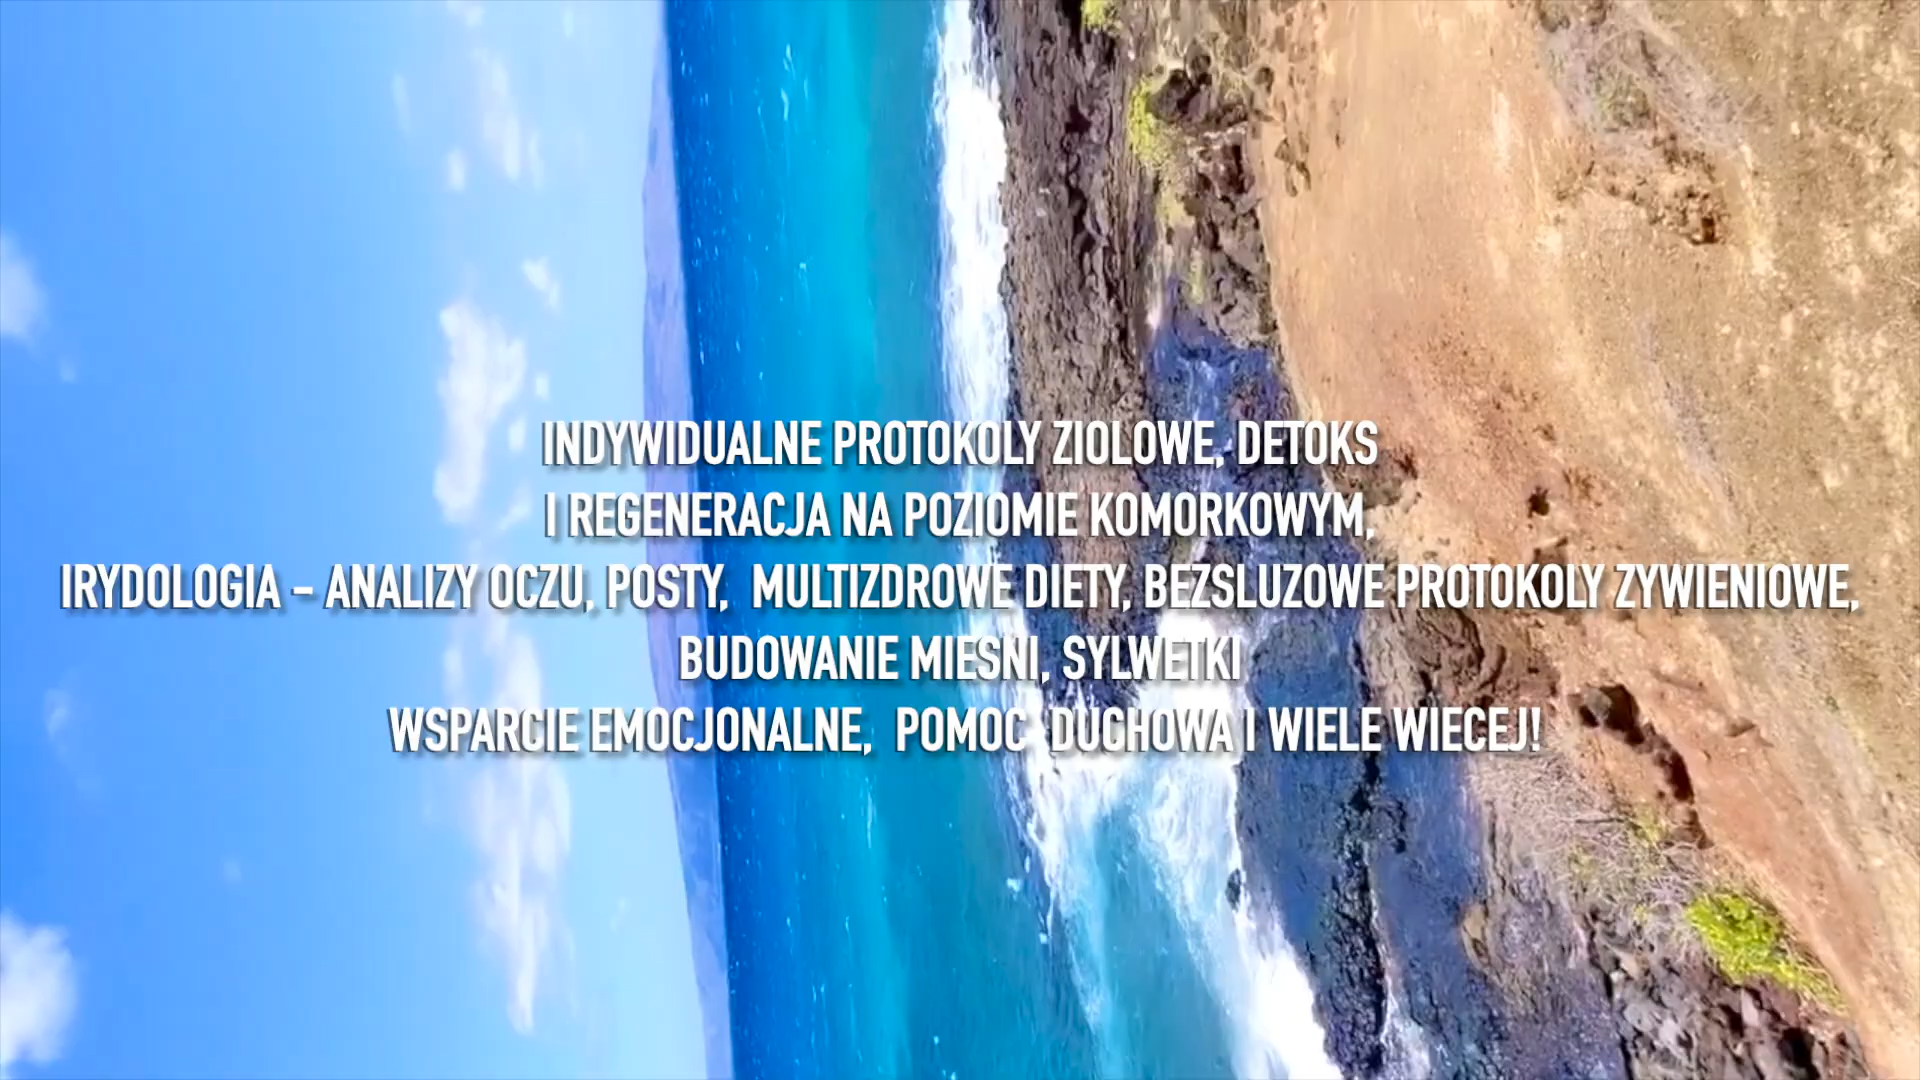 INDYWIDUALNE PROTOKOLY ZIOLOWE, DETOKS
I REGENERACJA NA POZIOMIE KOMORKOWYM,
IRYDOLOGIA - ANALIZY OCZU, POSTY,  MULTIZDROWE DIETY, BEZSLUZOWE PROTOKOLY ZYWIENIOWE,
BUDOWANIE MIESNI, SYLWETKI
WSPARCIE EMOCJONALNE,  POMOC  DUCHOWA I WIELE WIECEJ!